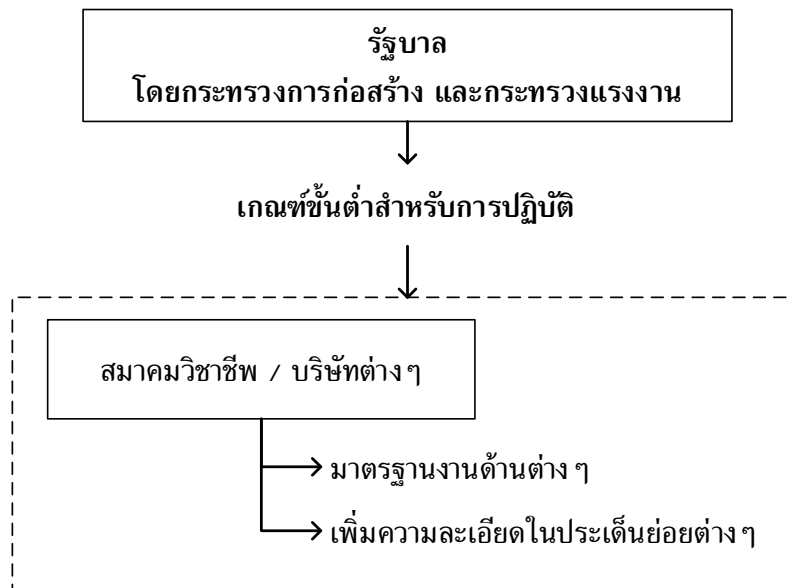 รัฐบาล
โดยกระทรวงการก่อสร้าง และกระทรวงแรงงาน
เกณฑ์ขั้นต่ำสำหรับการปฏิบัติ
สมาคมวิชาชีพ / บริษัทต่างๆ
มาตรฐานงานด้านต่างๆ
เพิ่มความละเอียดในประเด็นย่อยต่างๆ